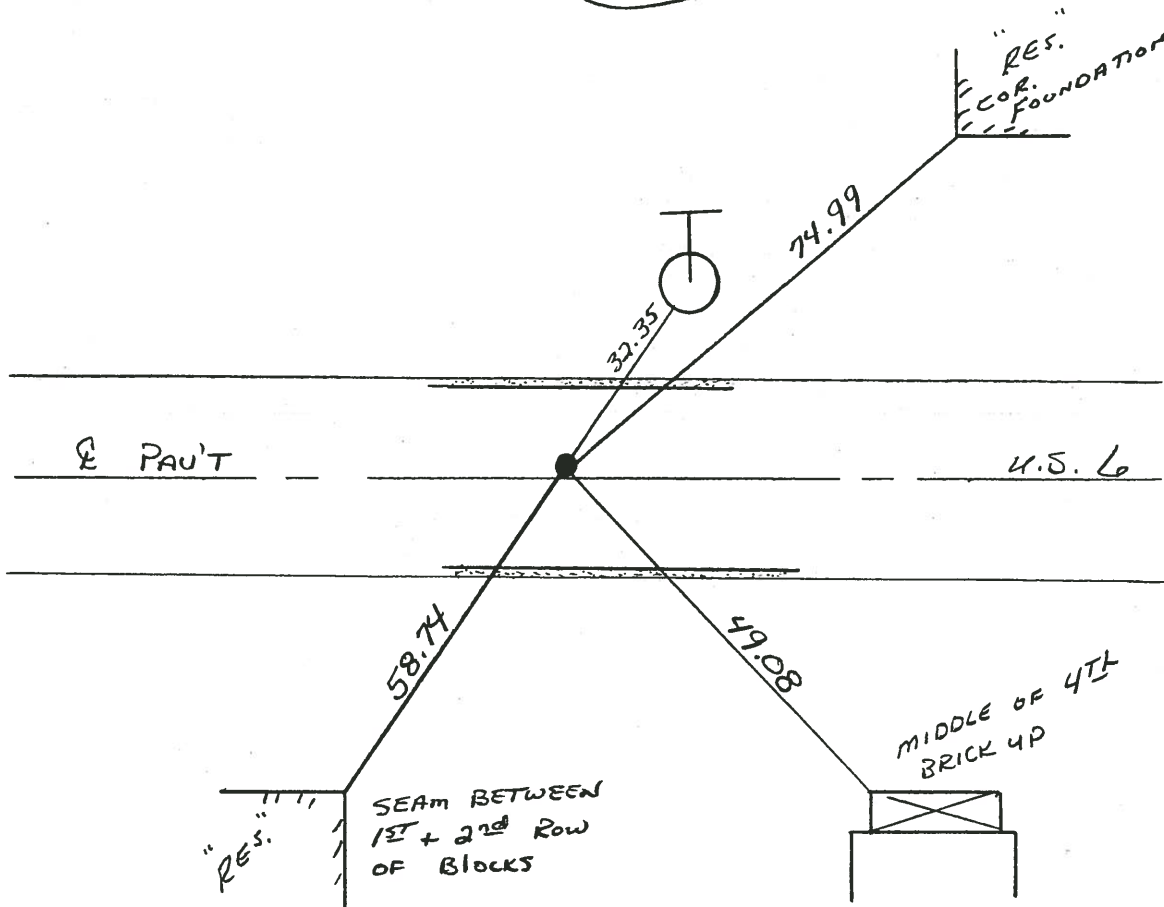 "RES."
COR.
FOUNDATION
74.99
32.35
℄ PAV'T
U.S. 6
58.74
49.08
MIDDLE OF 4TH
BRICK UP
SEAM BETWEEN
1ST + 2nd ROW
OF BLOCKS
"RES."